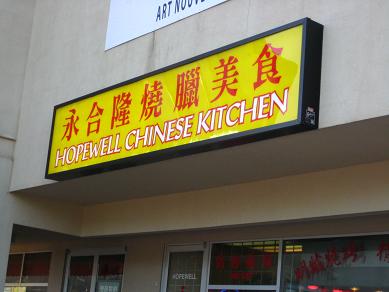 ART NOUVE
永合隆燒臘美食
HOPEWELL CHINESE KITCHEN
HOPEWELL